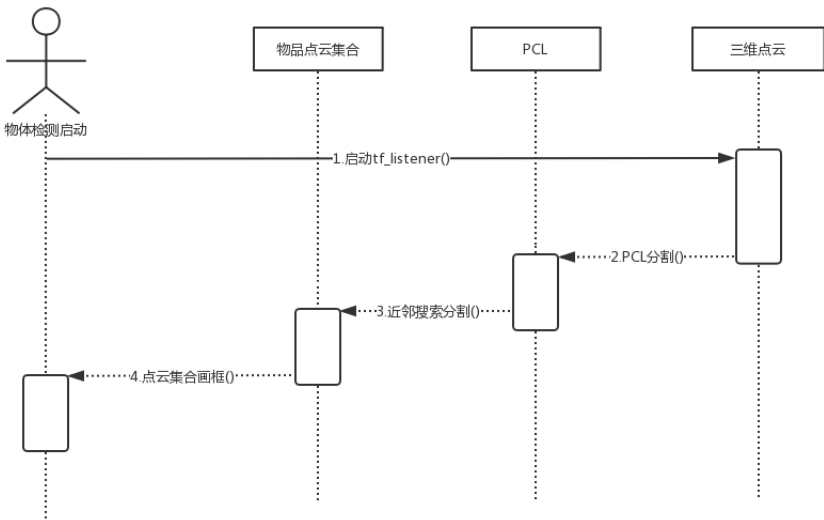 物品点云集合
PCL
三维点云
物体检测启动
1.启动tf_listener()
2.PCL分割()
3.近邻搜索分割()
4.点云集合画框()